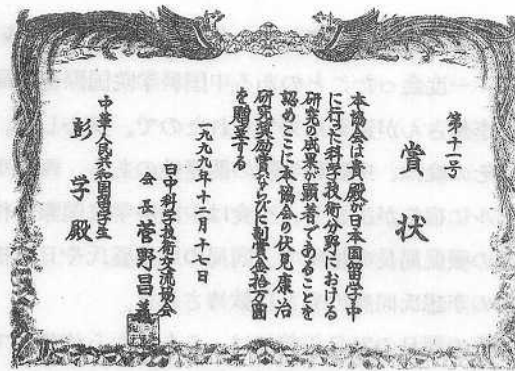 第十一号
賞状
本協会は貴殿が日本国留学中
に行った科学技術分野における
研究の成果が顕著であることを
認めここに本協会の伏見康治
研究奨励賞ならびに副賞金拾万圓
を贈呈する
一九九九年十二月十一日
日中科学技術交流協会
会長 菅野昌義
中華人民共和国留学生
彭学殿